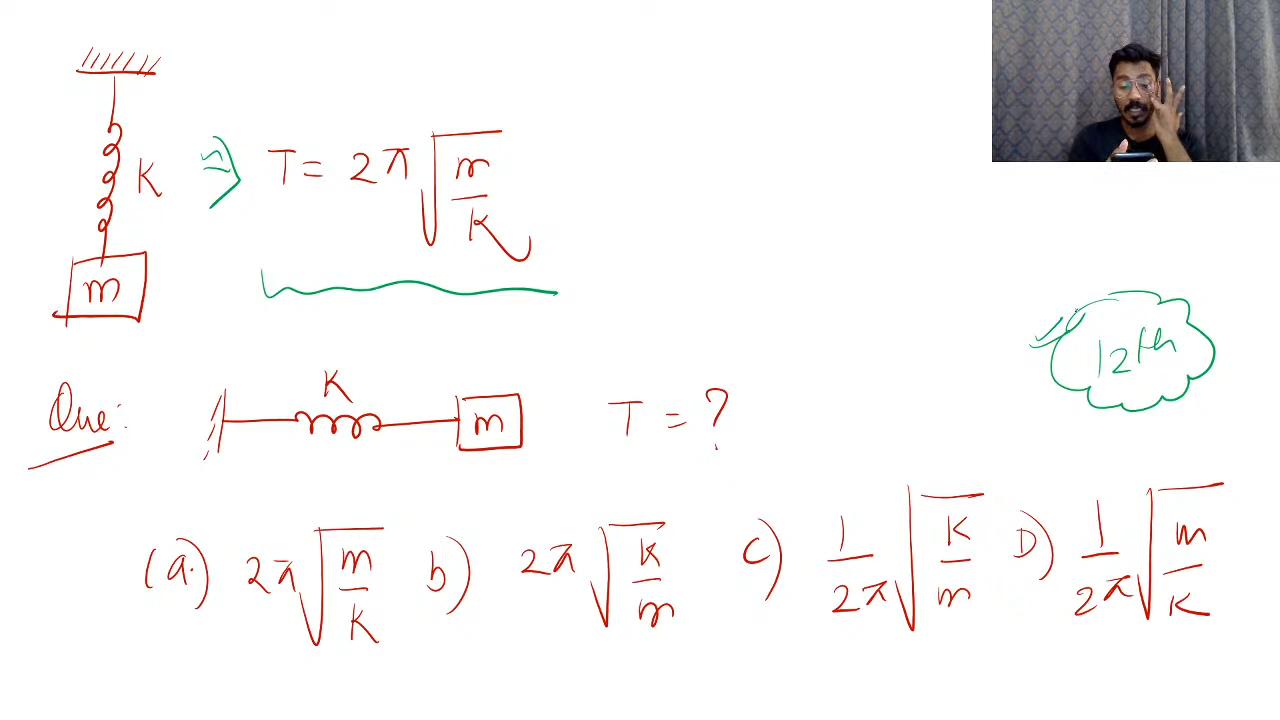 K
T = 2π √(m/k)
m
12th
Que: K m T = ?
(a.) 2π √(m/k) b) 2π √(k/m) c) 1/2π √(k/m) D) 1/2π √(m/k)